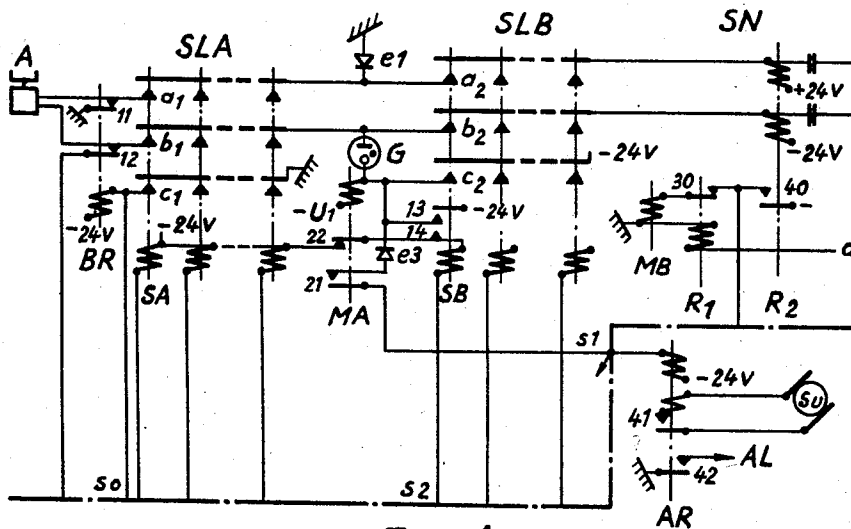 A
SLA
e1
SLB
SN
a1
11
a2
+24V
b1
12
b2
-24V
G
c1
c2
-24V
30
40
-24V
-24V
-U1
13
-24V
-
22
14
BR
e3
d
SA
21
SB
MB
MA
R1
R2
s1
-24V
Su
41
AL
42
so
s2
AR